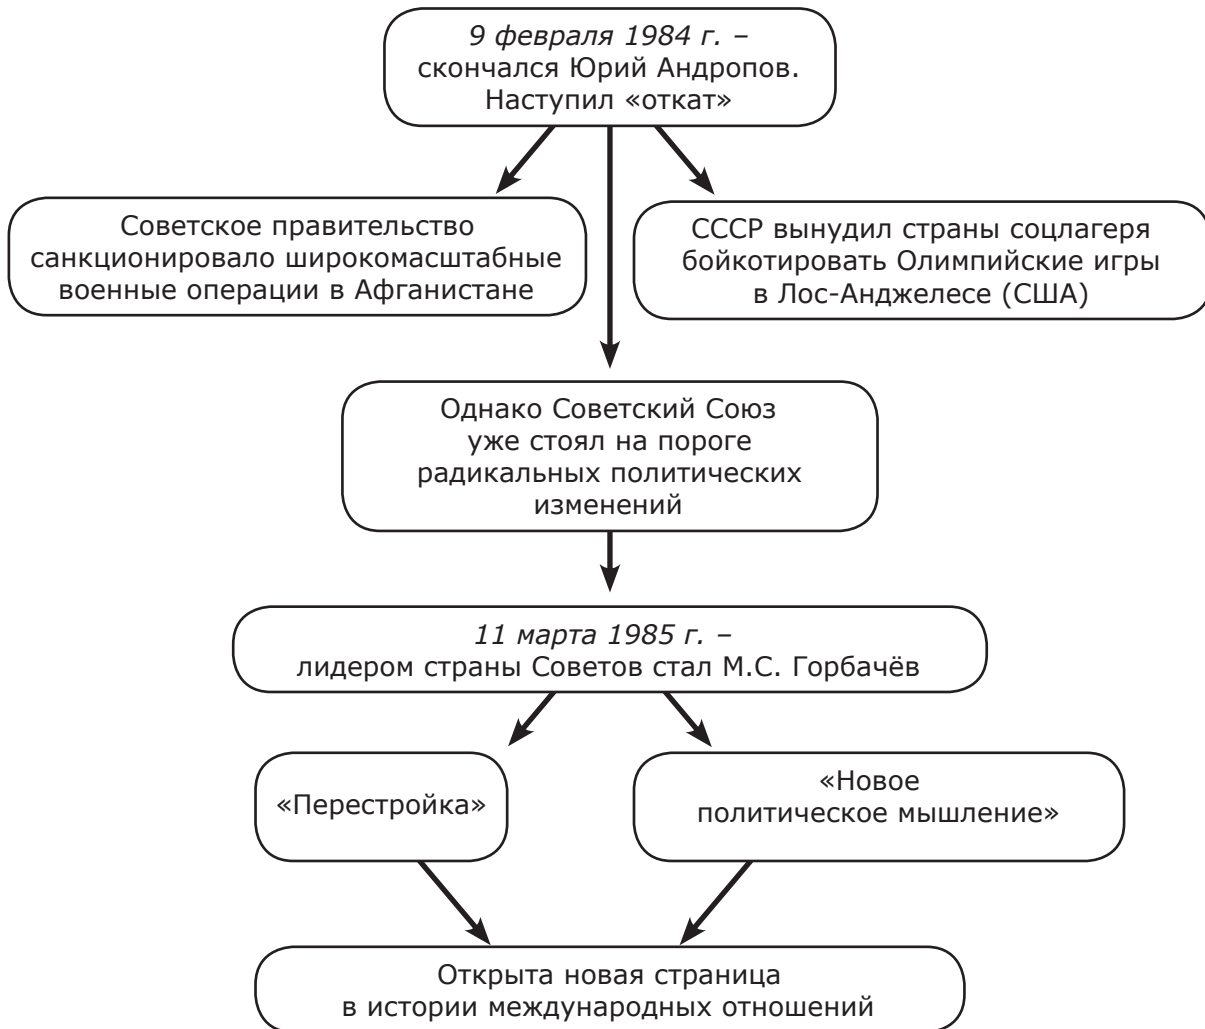 9 февраля 1984 г. –
скончался Юрий Андропов.
Наступил «откат»
Советское правительство
санкционировало широкомасштабные
военные операции в Афганистане
СССР вынудил страны соцлагеря
бойкотировать Олимпийские игры
в Лос-Анджелесе (США)
Однако Советский Союз
уже стоял на пороге
радикальных политических
изменений
11 марта 1985 г. –
лидером страны Советов стал М.С. Горбачёв
«Перестройка»
«Новое
политическое мышление»
Открыта новая страница
в истории международных отношений